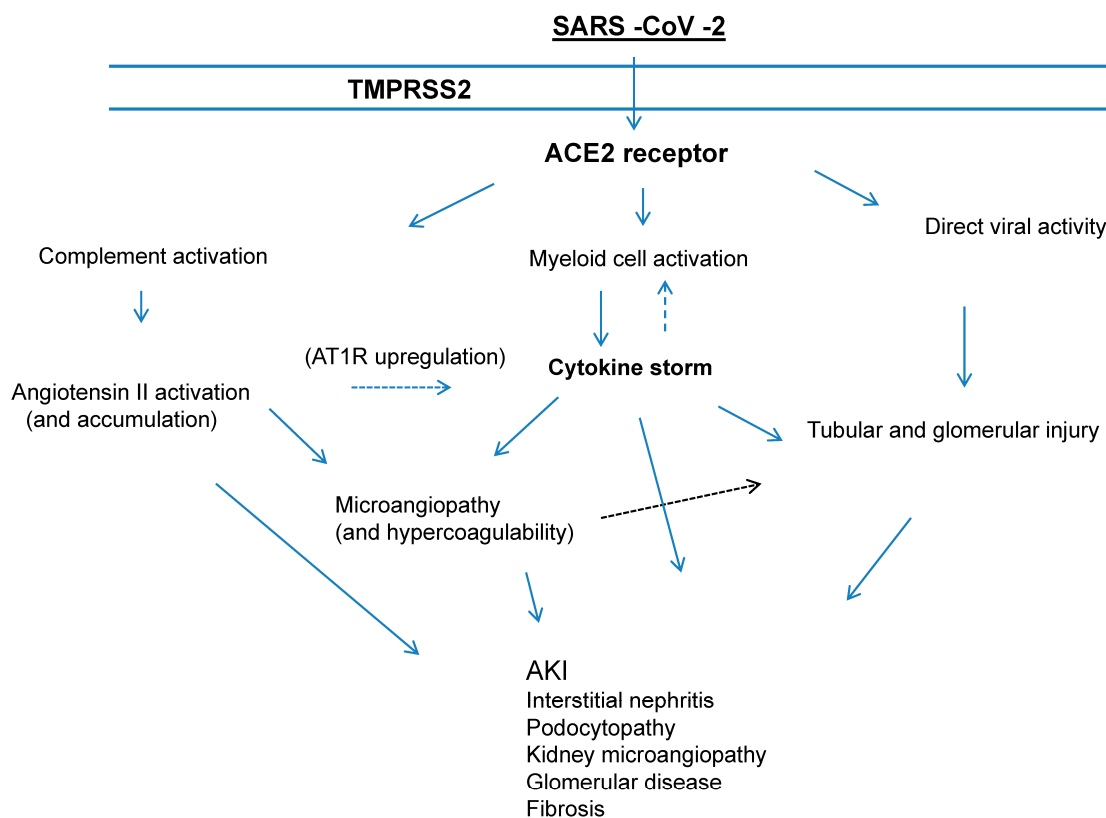 SARS -CoV -2
TMPRSS2
ACE2 receptor
Direct viral activity
Complement activation
Myeloid cell activation
(AT1R upregulation)
Cytokine storm
Angiotensin II activation
(and accumulation)
Tubular and glomerular injury
Microangiopathy
(and hypercoagulability)
AKI
Interstitial nephritis
Podocytopathy
Kidney microangiopathy
Glomerular disease
Fibrosis